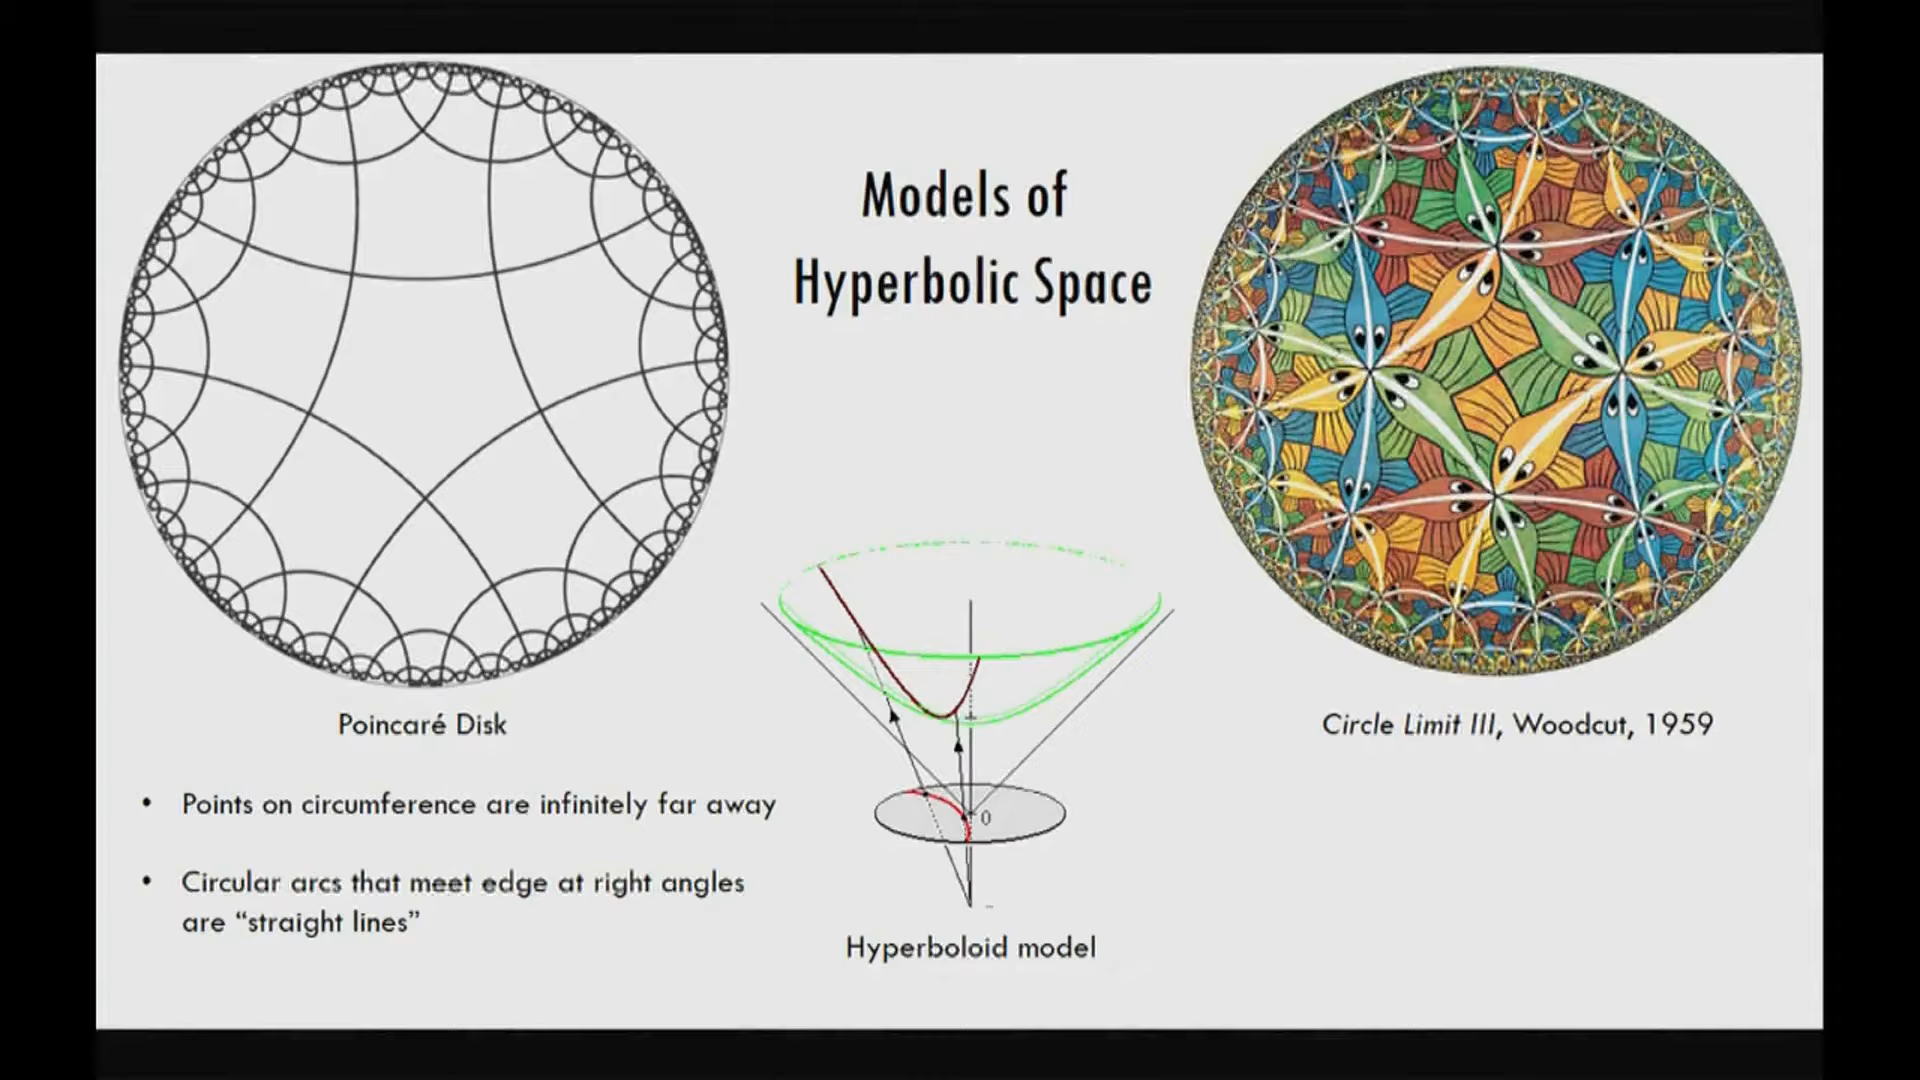 Models of
Hyperbolic Space
Poincaré Disk
• Points on circumference are infinitely far away
• Circular arcs that meet edge at right angles
are “straight lines”
0
Hyperboloid model
Circle Limit III, Woodcut, 1959